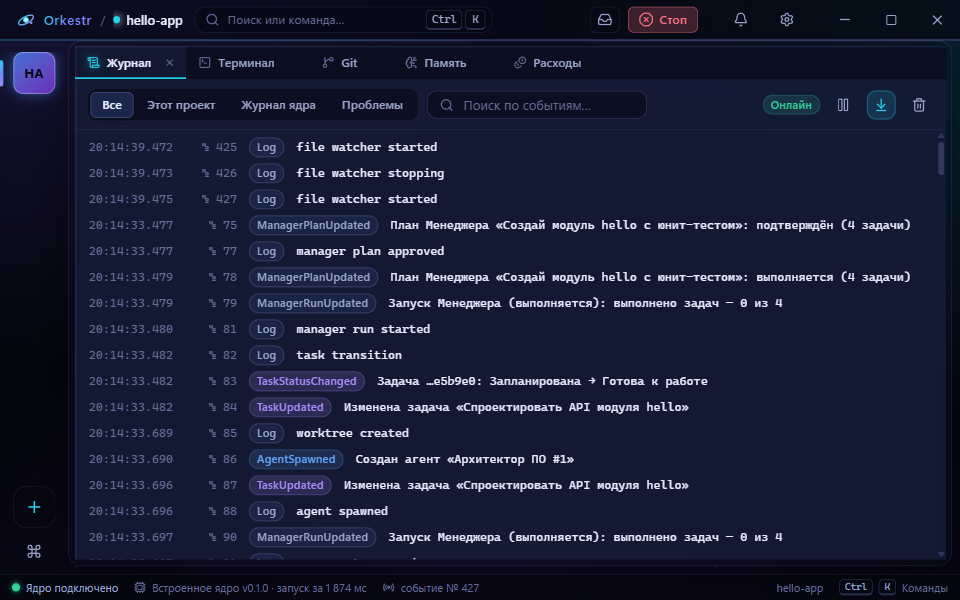 Orkestr / hello-app Поиск или команда... Ctrl K Стоп
HA
Журнал × Терминал Git Память Расходы
Все Этот проект Журнал ядра Проблемы Поиск по событиям... Онлайн
20:14:39.472 № 425 Log file watcher started
20:14:39.473 № 426 Log file watcher stopping
20:14:39.475 № 427 Log file watcher started
20:14:33.477 № 75 ManagerPlanUpdated План Менеджера «Создай модуль hello с юнит-тестом»: подтверждён (4 задачи)
20:14:33.477 № 77 Log manager plan approved
20:14:33.479 № 78 ManagerPlanUpdated План Менеджера «Создай модуль hello с юнит-тестом»: выполняется (4 задачи)
20:14:33.479 № 79 ManagerRunUpdated Запуск Менеджера (выполняется): выполнено задач — 0 из 4
20:14:33.480 № 81 Log manager run started
20:14:33.482 № 82 Log task transition
20:14:33.482 № 83 TaskStatusChanged Задача …e5b9e0: Запланирована → Готова к работе
20:14:33.482 № 84 TaskUpdated Изменена задача «Спроектировать API модуля hello»
20:14:33.689 № 85 Log worktree created
20:14:33.690 № 86 AgentSpawned Создан агент «Архитектор ПО #1»
20:14:33.696 № 87 TaskUpdated Изменена задача «Спроектировать API модуля hello»
20:14:33.696 № 88 Log agent spawned
20:14:33.697 № 90 ManagerRunUpdated Запуск Менеджера (выполняется): выполнено задач — 0 из 4
Ядро подключено Встроенное ядро v0.1.0 · запуск за 1 874 мс событие № 427 hello-app Ctrl K Команды